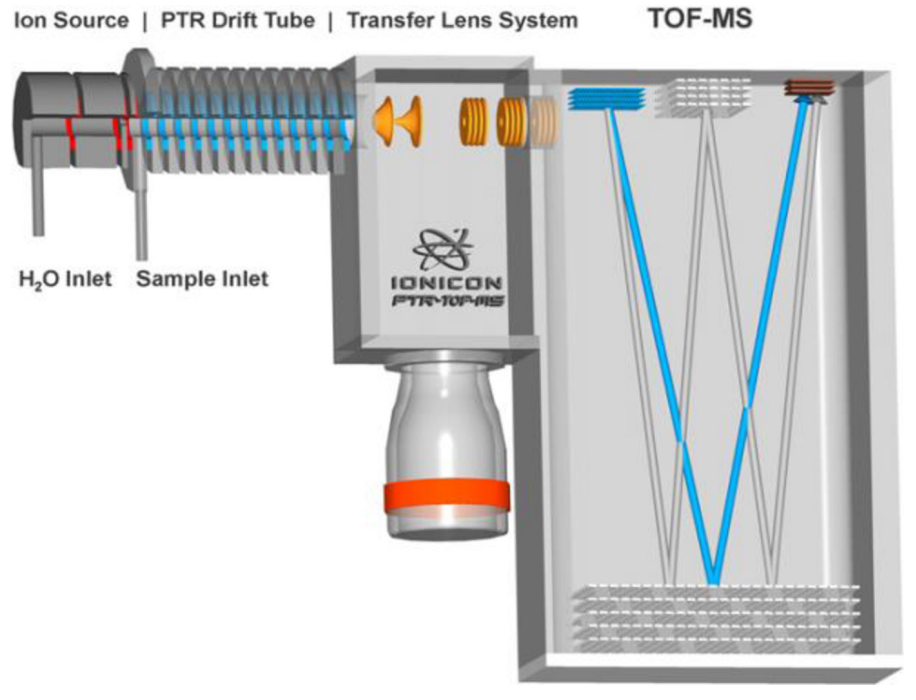 Ion Source | PTR Drift Tube | Transfer Lens System
TOF-MS
H₂O Inlet
Sample Inlet
IONICON
PTR-TOF-MS